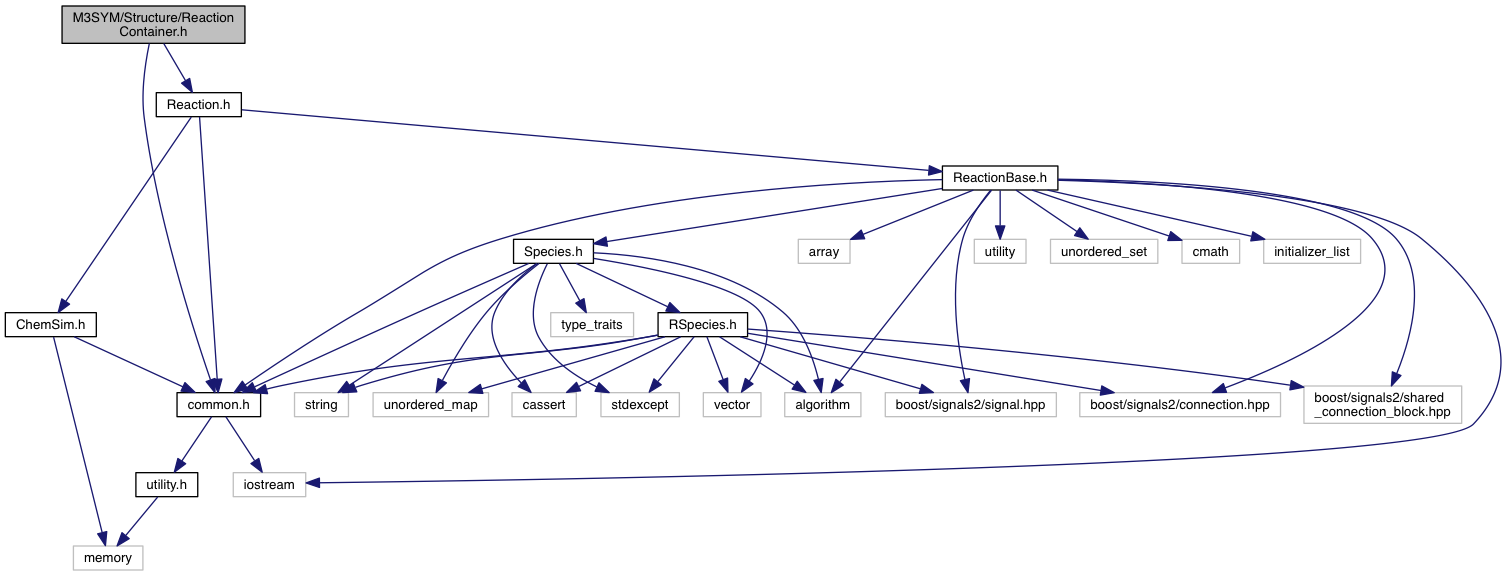 M3SYM/Structure/Reaction
Container.h
Reaction.h
ReactionBase.h
Species.h
array
utility
unordered_set
cmath
initializer_list
ChemSim.h
type_traits
RSpecies.h
common.h
string
unordered_map
cassert
stdexcept
vector
algorithm
boost/signals2/signal.hpp
boost/signals2/connection.hpp
boost/signals2/shared
_connection_block.hpp
utility.h
iostream
memory